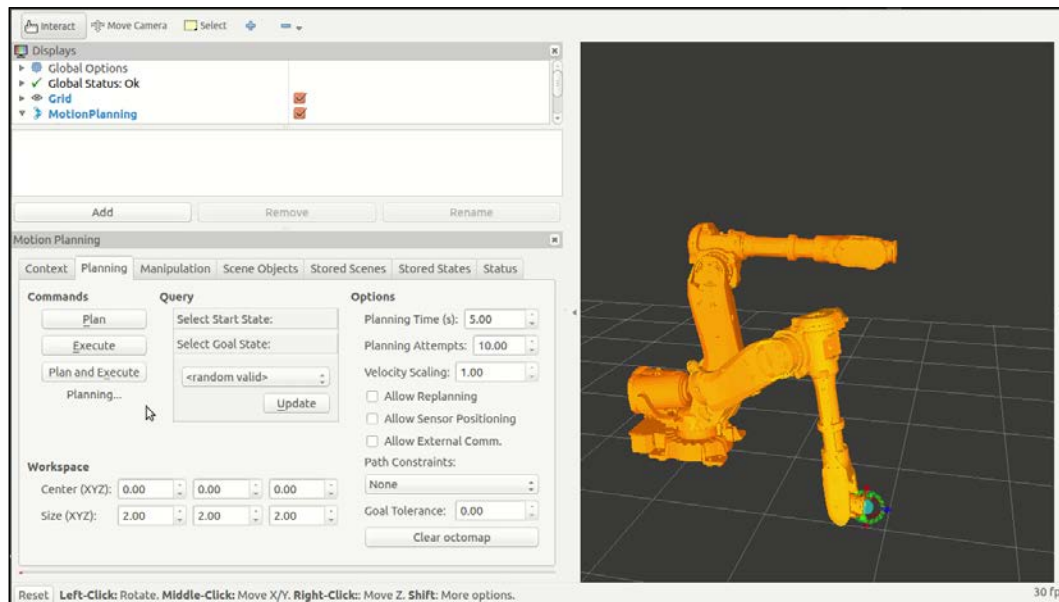 Interact Move Camera Select
Displays
Global Options
Global Status: Ok
Grid
MotionPlanning
Add Remove Rename
Motion Planning
Context Planning Manipulation Scene Objects Stored Scenes Stored States Status
Commands Query Options
Plan Select Start State: Planning Time (s): 5.00
Execute Select Goal State: Planning Attempts: 10.00
Plan and Execute <random valid> Velocity Scaling: 1.00
Planning... Update Allow Replanning
Allow Sensor Positioning
Allow External Comm.
Workspace Path Constraints:
Center (XYZ): 0.00 0.00 0.00 None
Size (XYZ): 2.00 2.00 2.00 Goal Tolerance: 0.00
Clear octomap
Reset Left-Click: Rotate. Middle-Click: Move X/Y. Right-Click:: Move Z. Shift: More options. 30